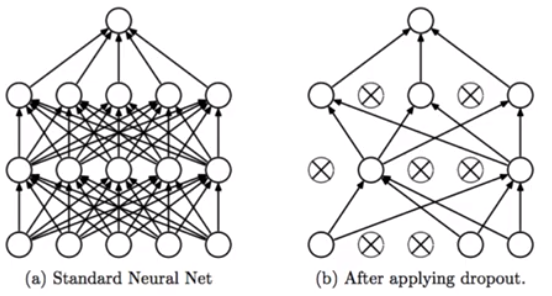 (a) Standard Neural Net
(b) After applying dropout.